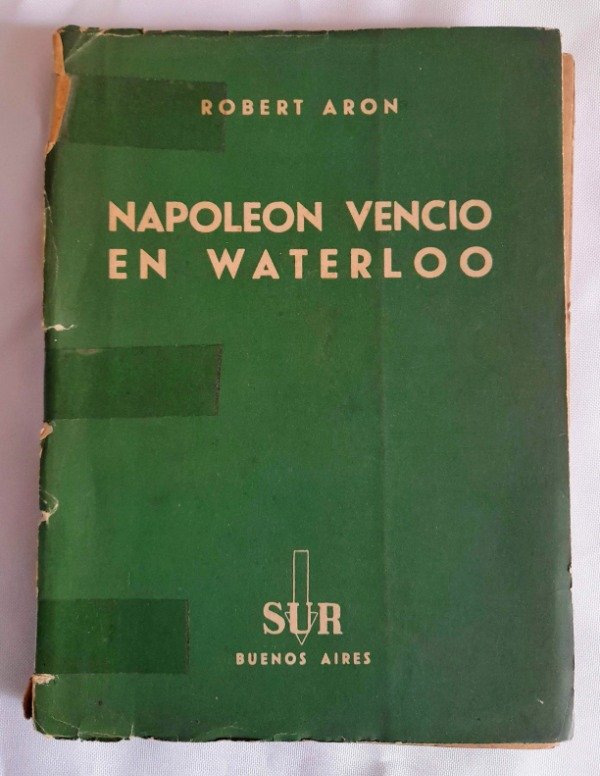 ROBERT ARON
NAPOLEON VENCIO
EN WATERLOO
SUR
BUENOS AIRES